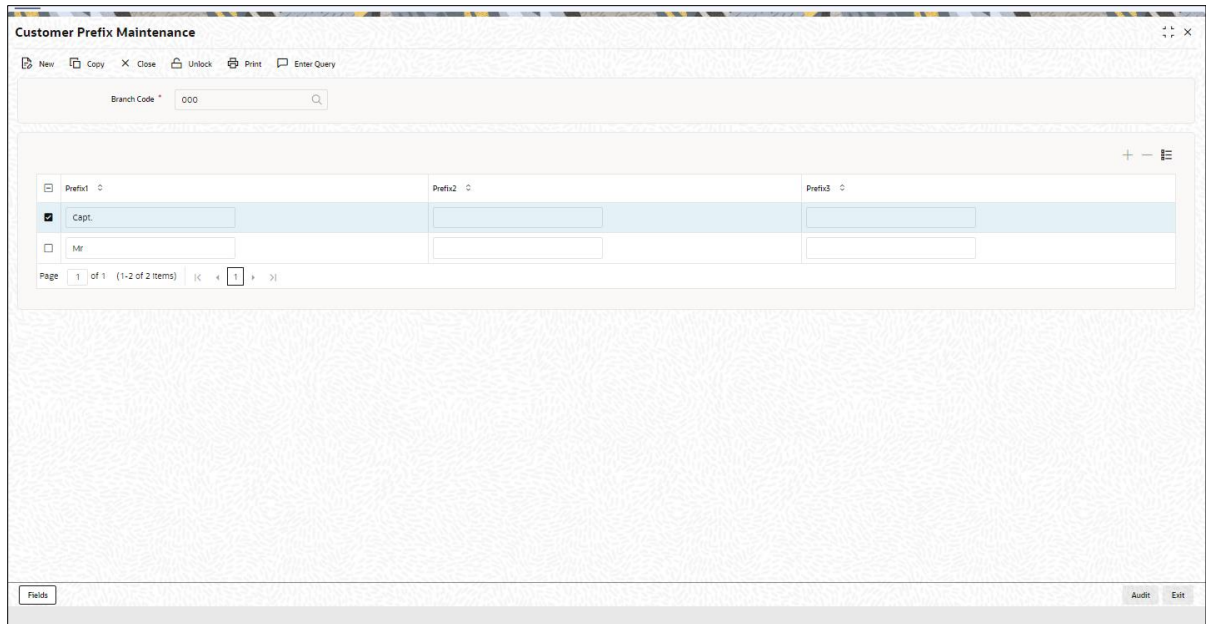 Customer Prefix Maintenance
New Copy Close Unlock Print Enter Query
Branch Code * 000
Prefix1 Prefix2 Prefix3
Capt.
Mr
Page 1 of 1 (1-2 of 2 Items) 1
Fields Audit Exit